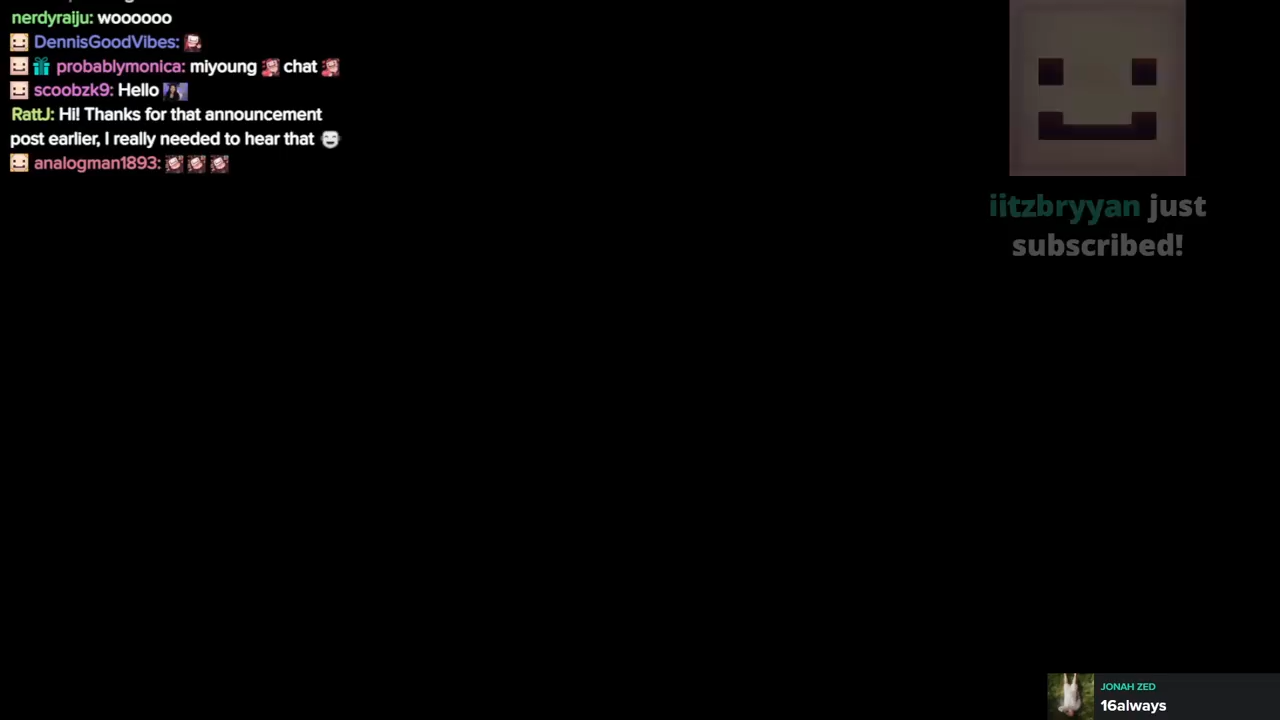 nerdyraiju: woooooo
DennisGoodVibes:
probablymonica: miyoung chat
scoobzk9: Hello
RattJ: Hi! Thanks for that announcement
post earlier, I really needed to hear that
analogman1893:
iitzbryyan just
subscribed!
JONAH ZED
16always